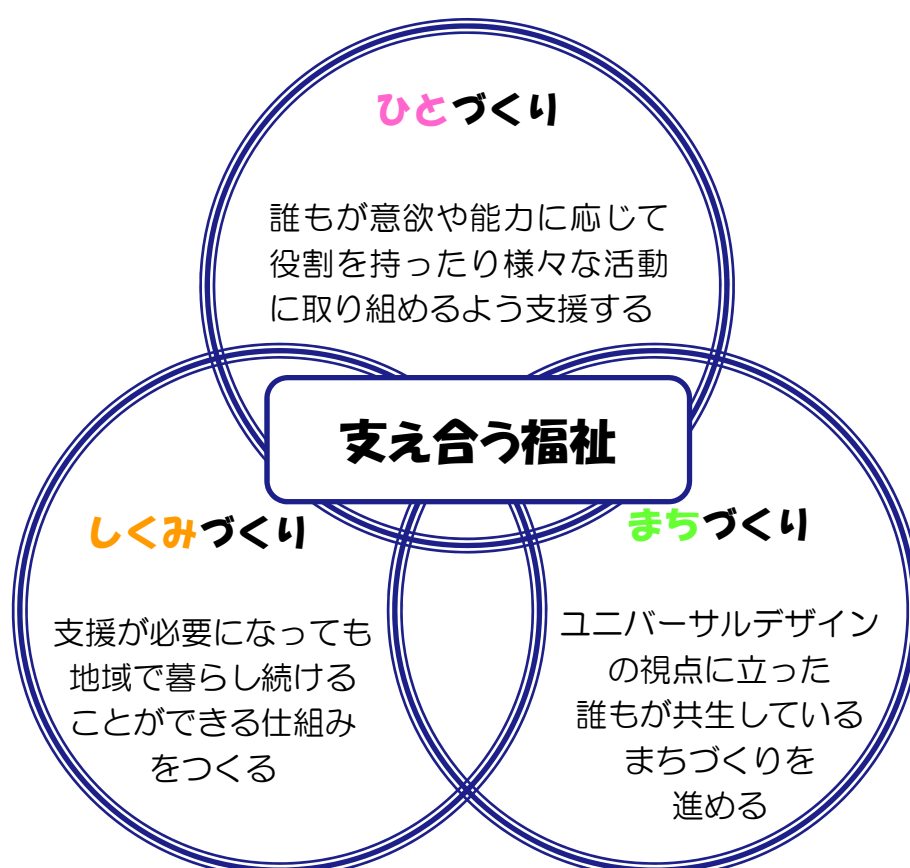 ひとづくり
誰もが意欲や能力に応じて
役割を持ったり様々な活動
に取り組めるよう支援する
支え合う福祉
しくみづくり
支援が必要になっても
地域で暮らし続ける
ことができる仕組み
をつくる
まちづくり
ユニバーサルデザイン
の視点に立った
誰もが共生している
まちづくりを
進める